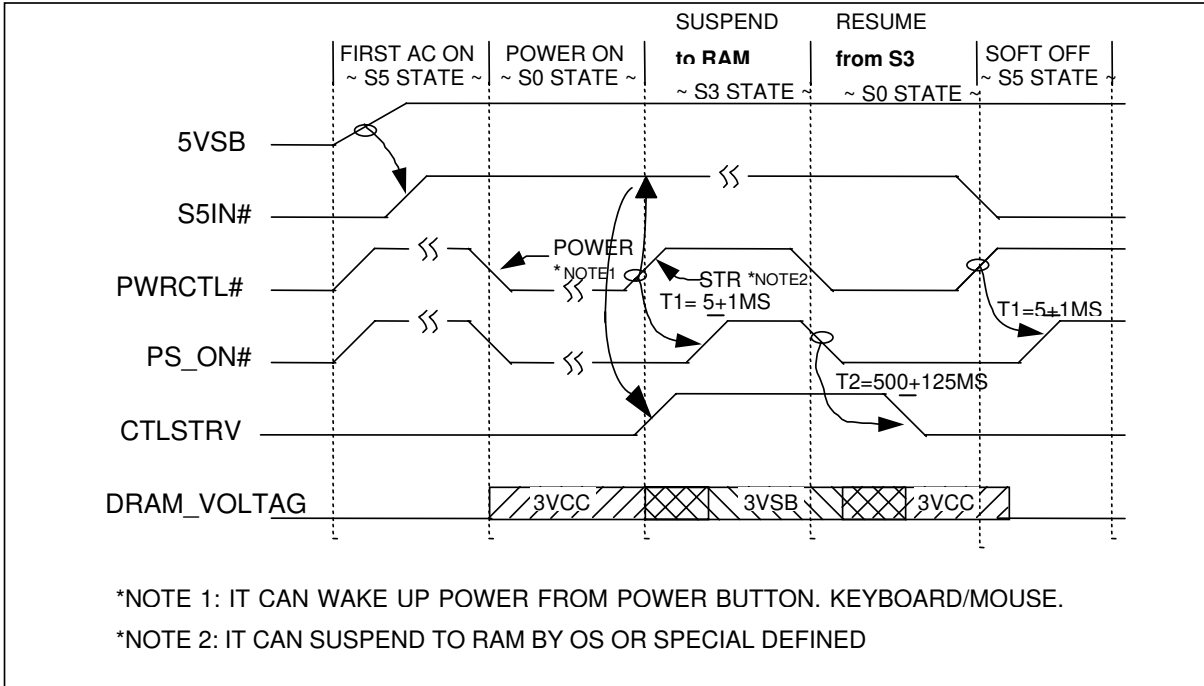 SUSPEND
to RAM
~ S3 STATE ~
RESUME
from S3
~ S0 STATE ~
FIRST AC ON
~ S5 STATE ~
POWER ON
~ S0 STATE ~
SOFT OFF
~ S5 STATE ~
5VSB
S5IN#
PWRCTL#
POWER
*NOTE1
STR *NOTE2
T1= 5+1MS
T1=5+1MS
PS_ON#
T2=500+125MS
CTLSTRV
DRAM_VOLTAG
3VCC
3VSB
3VCC
*NOTE 1: IT CAN WAKE UP POWER FROM POWER BUTTON. KEYBOARD/MOUSE.
*NOTE 2: IT CAN SUSPEND TO RAM BY OS OR SPECIAL DEFINED